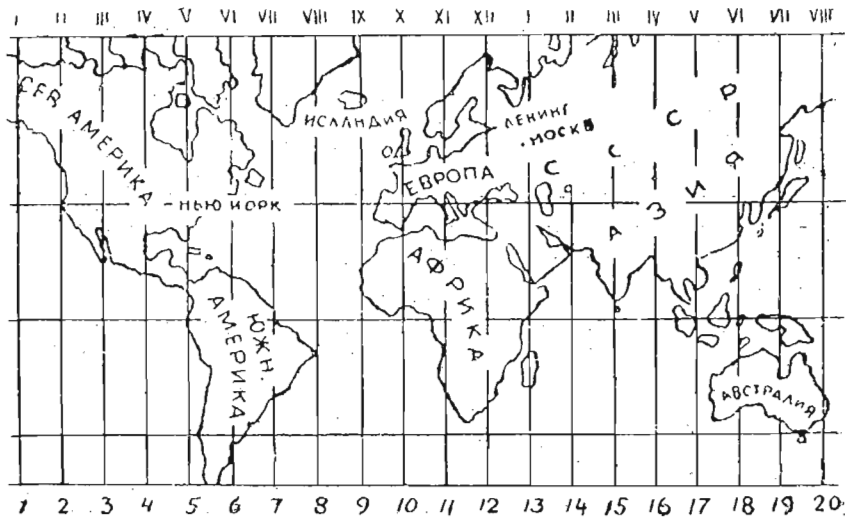 I II III IV V VI VII VIII IX X XI XII I II III IV V VI VII VIII
СЕВ АМЕРИКА
ИСЛАНДИЯ
ЛЕНИНГ
МОСКВ
СССР
ЕВРОПА
АЗИЯ
НЬЮ ЙОРК
АФРИКА
ЮЖН.
АМЕРИКА
АВСТРАЛИЯ
1 2 3 4 5 6 7 8 9 10 11 12 13 14 15 16 17 18 19 20